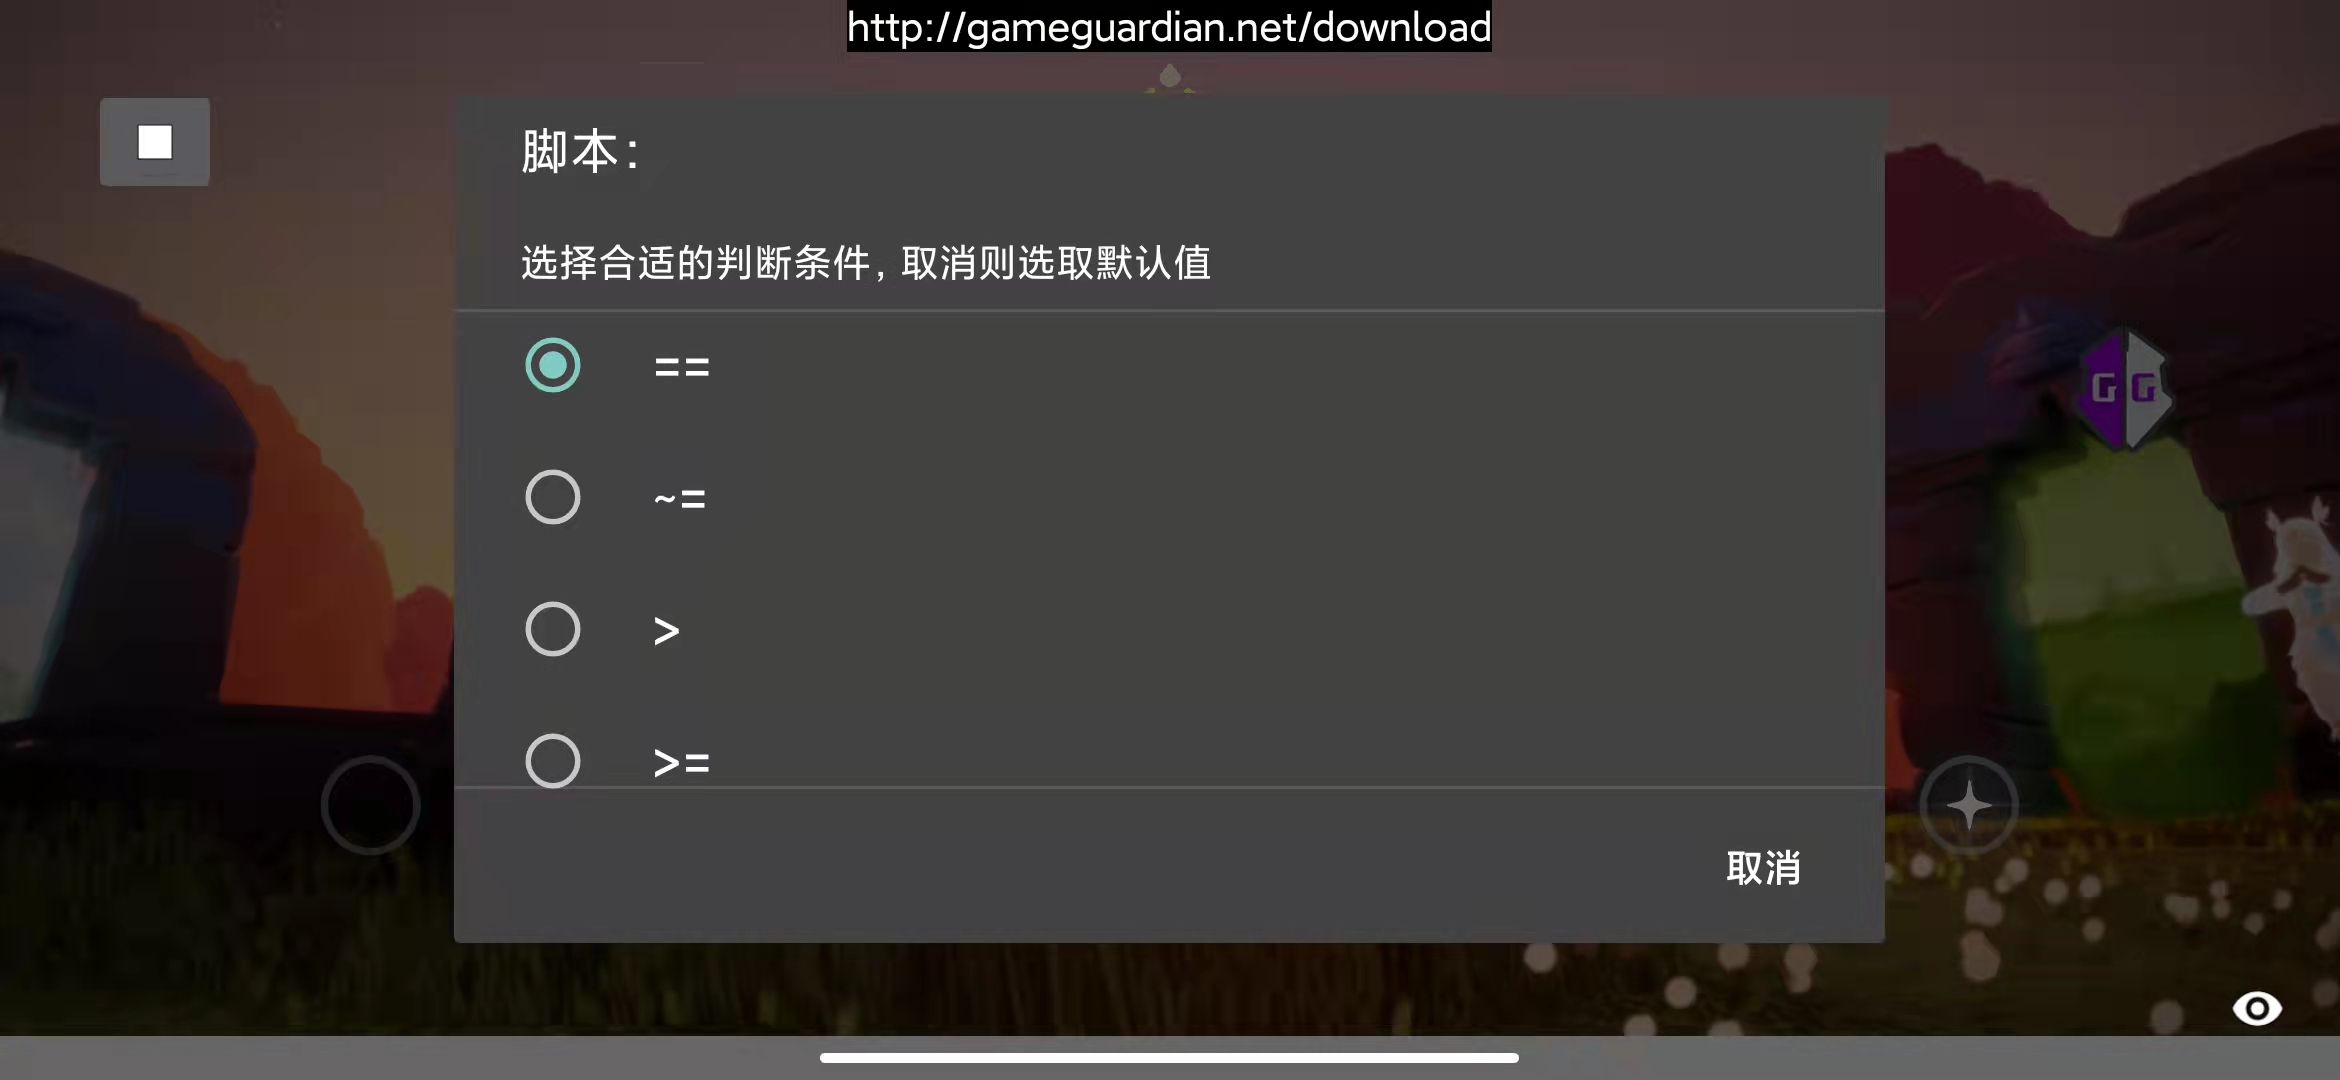 http://gameguardian.net/download
脚本:
选择合适的判断条件, 取消则选取默认值
==
~=
>
>=
取消
GG